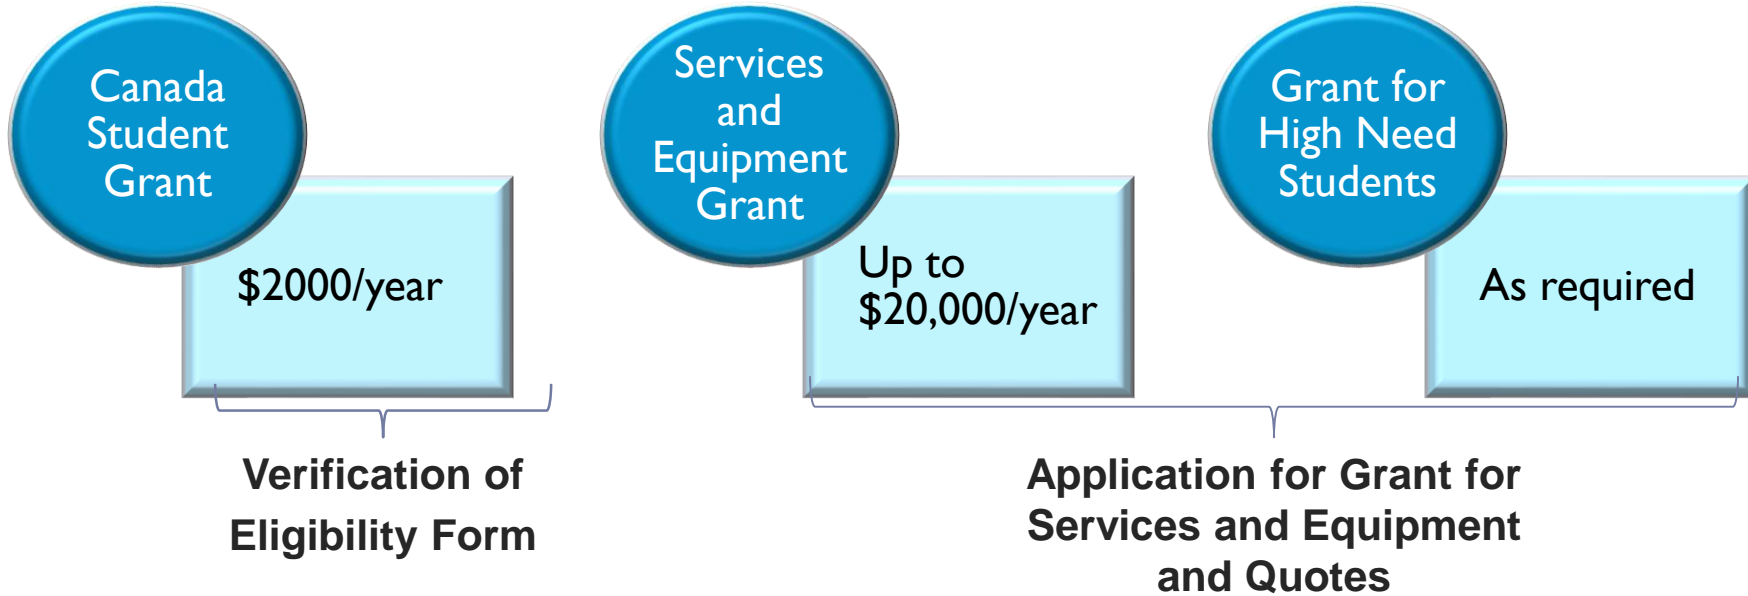 Canada
Student
Grant
$2000/year
Verification of
Eligibility Form
Services
and
Equipment
Grant
Up to
$20,000/year
Grant for
High Need
Students
As required
Application for Grant for
Services and Equipment
and Quotes